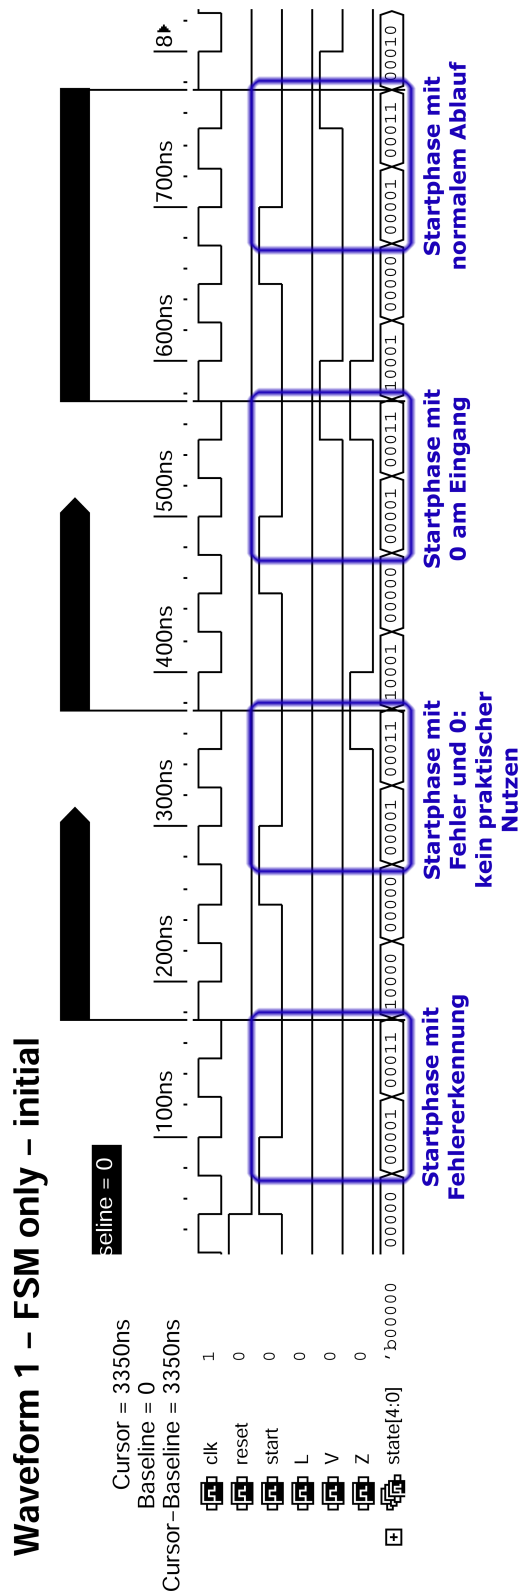 Waveform 1 – FSM only – initial
Cursor = 3350ns
Baseline = 0
Cursor–Baseline = 3350ns
seline = 0
100ns 200ns 300ns 400ns 500ns 600ns 700ns 8
clk 1
reset 0
start 0
L 0
V 0
Z 0
state[4:0] 'b00000 00000 00001 00011 10000 00000 00001 00011 10001 00000 00001 00011 10001 00000 00001 00011 00010
Startphase mit
Fehlererkennung
Startphase mit
Fehler und 0:
kein praktischer
Nutzen
Startphase mit
0 am Eingang
Startphase mit
normalem Ablauf